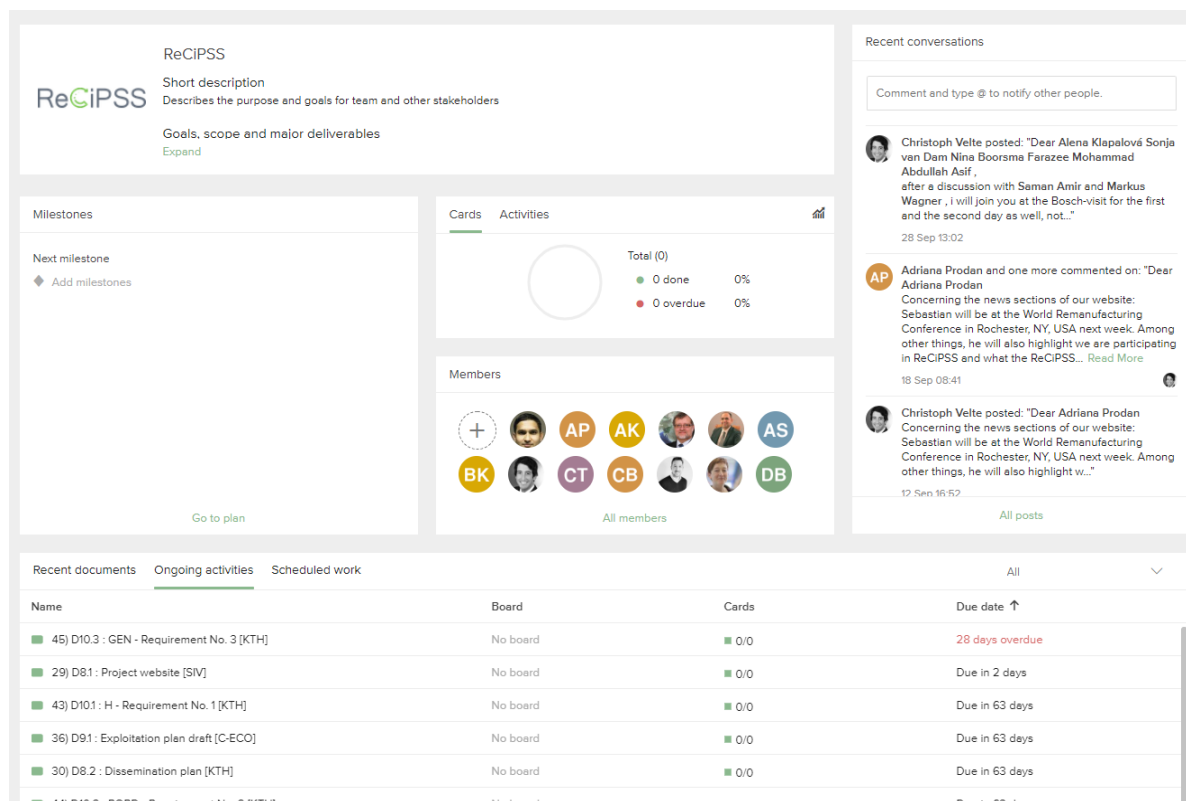 ReCiPSS
ReCiPSS
Short description
Describes the purpose and goals for team and other stakeholders
Goals, scope and major deliverables
Expand
Milestones
Next milestone
Add milestones
Go to plan
Cards Activities
Total (0)
0 done 0%
0 overdue 0%
Members
AP AK AS
BK CT CB DB
All members
Recent conversations
Comment and type @ to notify other people.
Christoph Velte posted: "Dear Alena Klapalová Sonja
van Dam Nina Boorsma Farazee Mohammad
Abdullah Asif ,
after a discussion with Saman Amir and Markus
Wagner , i will join you at the Bosch-visit for the first
and the second day as well, not..."
28 Sep 13:02
AP
Adriana Prodan and one more commented on: "Dear
Adriana Prodan
Concerning the news sections of our website:
Sebastian will be at the World Remanufacturing
Conference in Rochester, NY, USA next week. Among
other things, he will also highlight we are participating
in ReCiPSS and what the ReCiPSS... Read More
18 Sep 08:41
Christoph Velte posted: "Dear Adriana Prodan
Concerning the news sections of our website:
Sebastian will be at the World Remanufacturing
Conference in Rochester, NY, USA next week. Among
other things, he will also highlight w..."
12 Sep 16:52
All posts
Recent documents Ongoing activities Scheduled work All
Name Board Cards Due date ↑
45) D10.3 : GEN - Requirement No. 3 [KTH] No board 0/0 28 days overdue
29) D8.1 : Project website [SIV] No board 0/0 Due in 2 days
43) D10.1 : H - Requirement No. 1 [KTH] No board 0/0 Due in 63 days
36) D9.1 : Exploitation plan draft [C-ECO] No board 0/0 Due in 63 days
30) D8.2 : Dissemination plan [KTH] No board 0/0 Due in 63 days